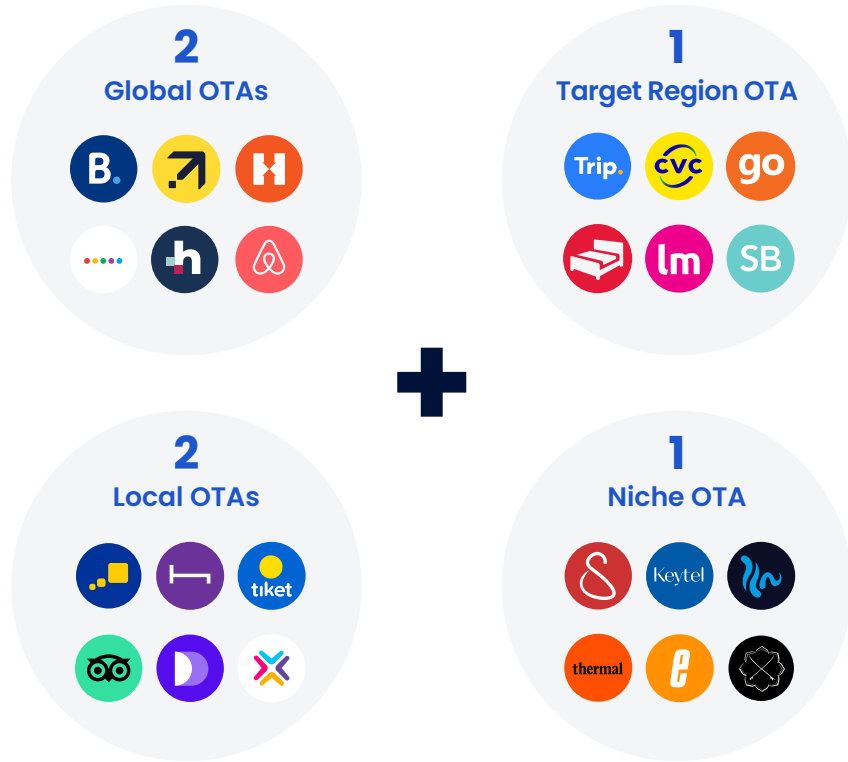 2
Global OTAs
B.
H
h
1
Target Region OTA
Trip.
CVC
go
lm
SB
2
Local OTAs
tiket
1
Niche OTA
Keytel
thermal
e